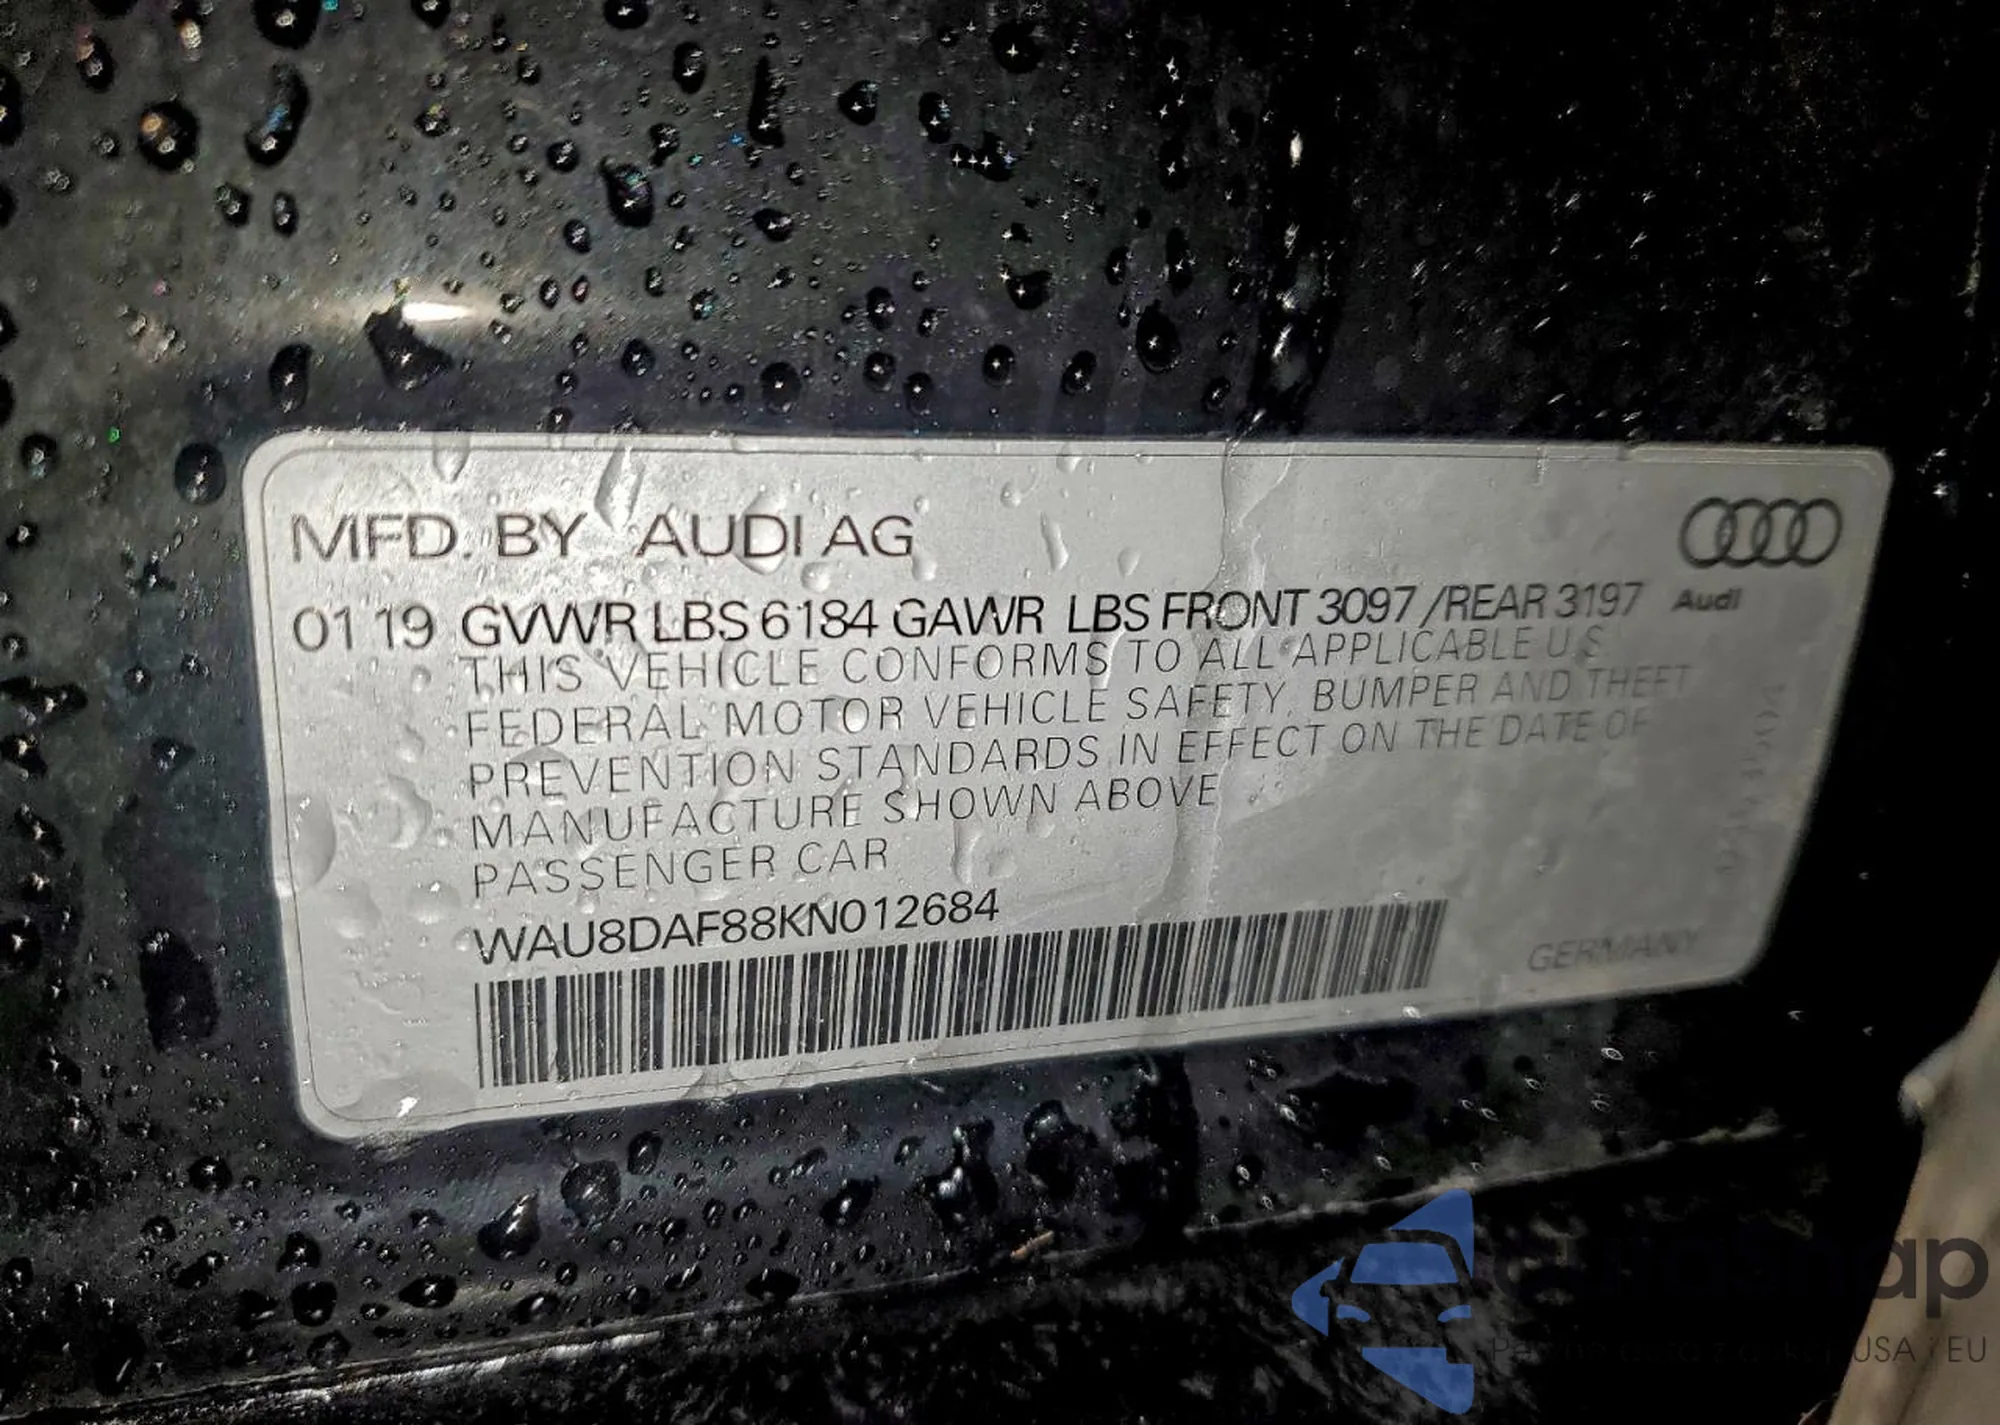 MFD. BY AUDI AG
Audi
01 19 GVWR LBS 6184 GAWR LBS FRONT 3097 /REAR 3197
THIS VEHICLE CONFORMS TO ALL APPLICABLE U.S
FEDERAL MOTOR VEHICLE SAFETY, BUMPER AND THEFT
PREVENTION STANDARDS IN EFFECT ON THE DATE OF
MANUFACTURE SHOWN ABOVE
PASSENGER CAR
WAU8DAF88KN012684
GERMANY
USA i EU